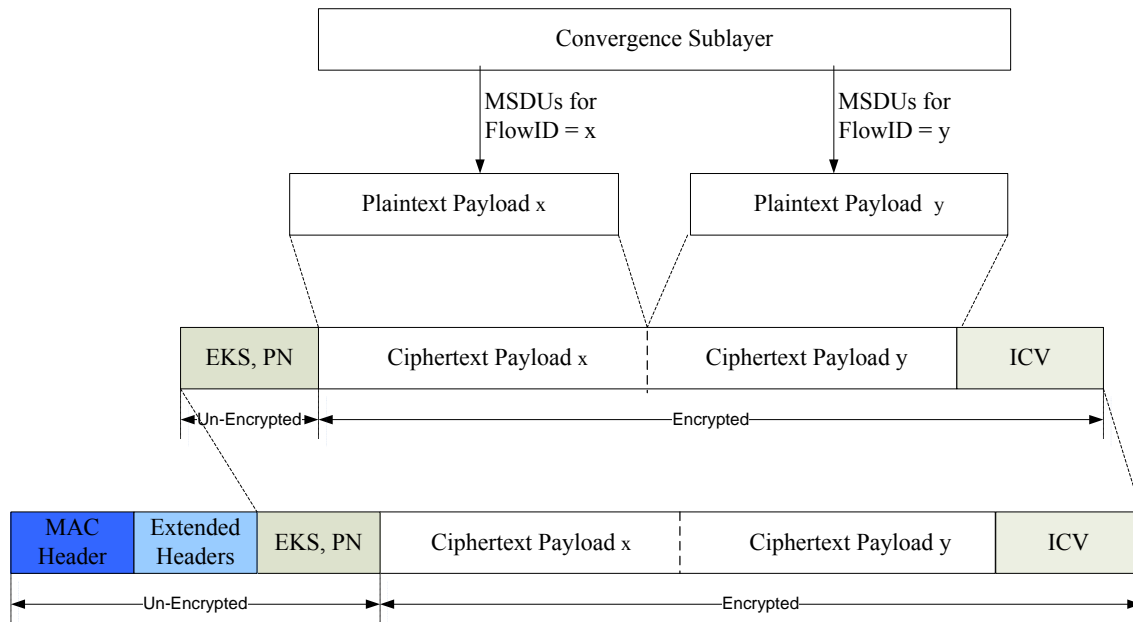 Convergence Sublayer
MSDUs for
FlowID = x
MSDUs for
FlowID = y
Plaintext Payload x
Plaintext Payload y
EKS, PN
Ciphertext Payload x
Ciphertext Payload y
ICV
Un-Encrypted
Encrypted
MAC
Header
Extended
Headers
EKS, PN
Ciphertext Payload x
Ciphertext Payload y
ICV
Un-Encrypted
Encrypted